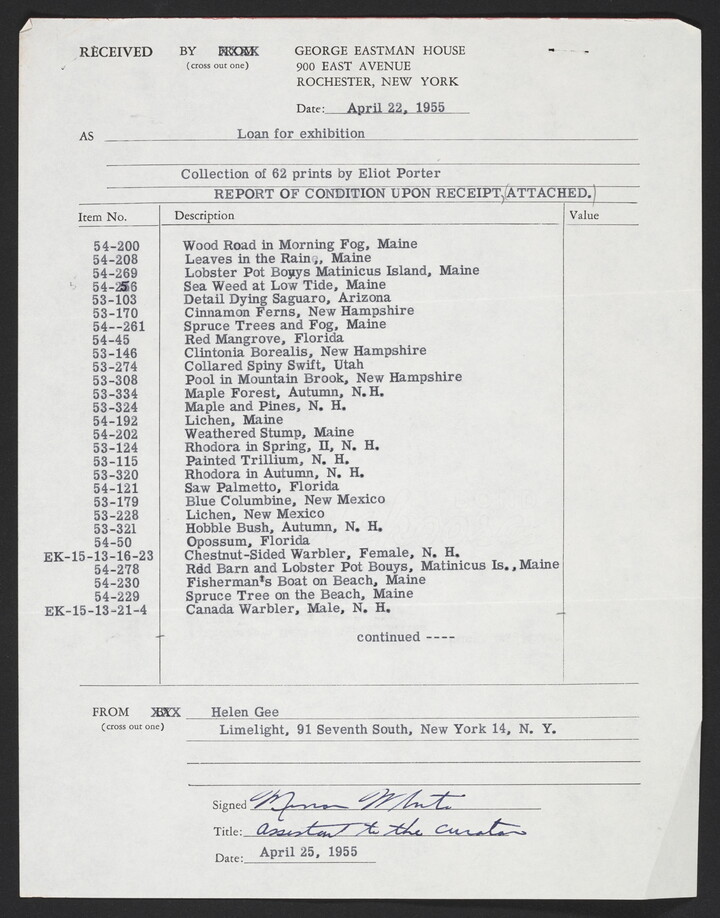 RECEIVED BY FROM GEORGE EASTMAN HOUSE
(cross out one) 900 EAST AVENUE
ROCHESTER, NEW YORK
Date: April 22, 1955
AS Loan for exhibition
Collection of 62 prints by Eliot Porter
REPORT OF CONDITION UPON RECEIPT, (ATTACHED.)
Item No. Description Value
54-200 Wood Road in Morning Fog, Maine
54-208 Leaves in the Rain,, Maine
54-269 Lobster Pot Bouys Matinicus Island, Maine
54-256 Sea Weed at Low Tide, Maine
53-103 Detail Dying Saguaro, Arizona
53-170 Cinnamon Ferns, New Hampshire
54--261 Spruce Trees and Fog, Maine
54-45 Red Mangrove, Florida
53-146 Clintonia Borealis, New Hampshire
53-274 Collared Spiny Swift, Utah
53-308 Pool in Mountain Brook, New Hampshire
53-334 Maple Forest, Autumn, N.H.
53-324 Maple and Pines, N. H.
54-192 Lichen, Maine
54-202 Weathered Stump, Maine
53-124 Rhodora in Spring, II, N. H.
53-115 Painted Trillium, N. H.
53-320 Rhodora in Autumn, N. H.
54-121 Saw Palmetto, Florida
53-179 Blue Columbine, New Mexico
53-228 Lichen, New Mexico
53-321 Hobble Bush, Autumn, N. H.
54-50 Opossum, Florida
EK-15-13-16-23 Chestnut-Sided Warbler, Female, N. H.
54-278 Red Barn and Lobster Pot Bouys, Matinicus Is., Maine
54-230 Fisherman's Boat on Beach, Maine
54-229 Spruce Tree on the Beach, Maine
EK-15-13-21-4 Canada Warbler, Male, N. H.
continued ----
FROM BY Helen Gee
(cross out one) Limelight, 91 Seventh South, New York 14, N. Y.
Signed Minor White
Title: assistant to the curator
Date: April 25, 1955